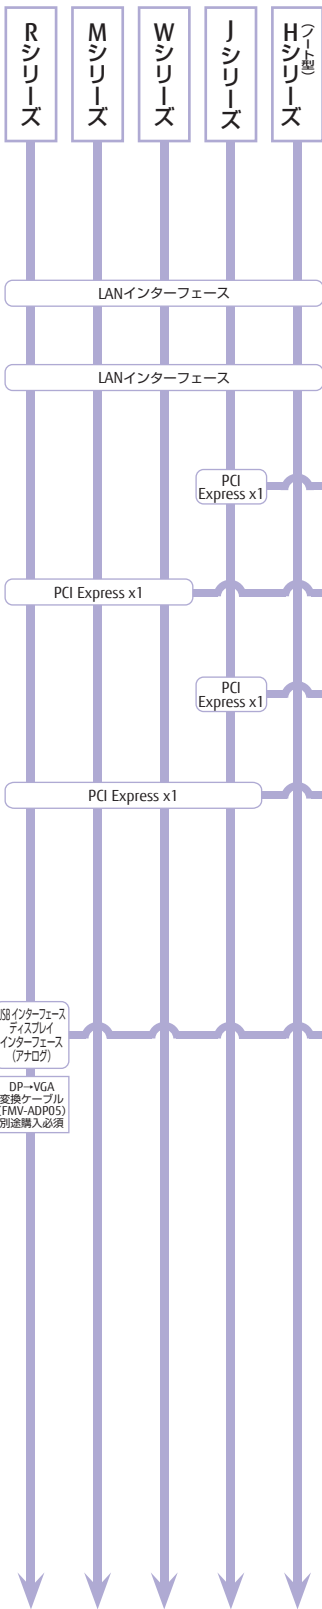 Rシリーズ
Mシリーズ
Wシリーズ
Jシリーズ
Hシリーズ
(ノート型)
LANインターフェース
LANインターフェース
PCI
Express x1
PCI Express x1
PCI
Express x1
PCI Express x1
USBインターフェース
ディスプレイ
インターフェース
(アナログ)
DP→VGA
変換ケーブル
(FMV-ADP05)
別途購入必須